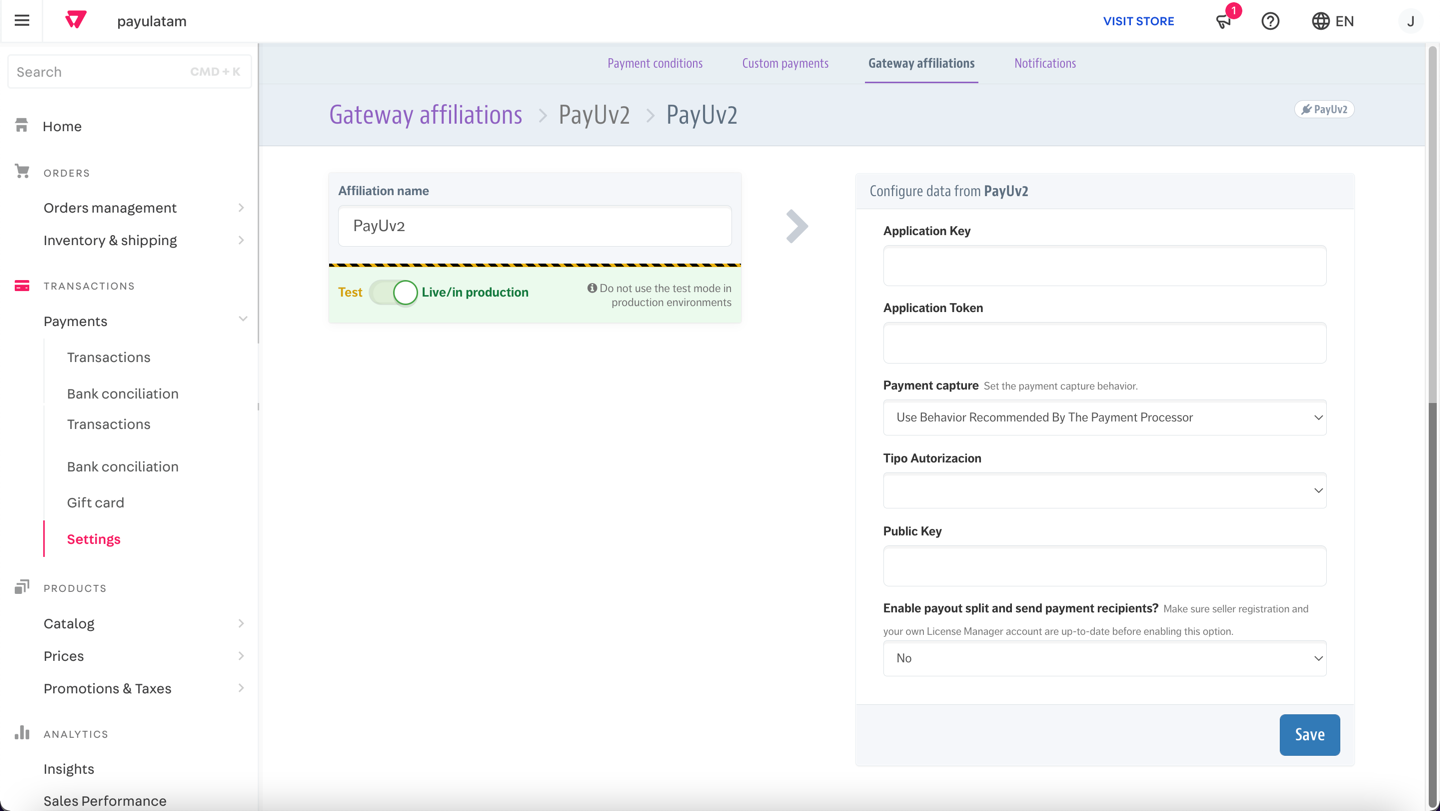 payulatam
VISIT STORE
1
EN
J
Search
CMD + K
Home
ORDERS
Orders management
Inventory & shipping
TRANSACTIONS
Payments
Transactions
Bank conciliation
Transactions
Bank conciliation
Gift card
Settings
PRODUCTS
Catalog
Prices
Promotions & Taxes
ANALYTICS
Insights
Sales Performance
Payment conditions
Custom payments
Gateway affiliations
Notifications
Gateway affiliations > PayUv2 > PayUv2
PayUv2
Affiliation name
PayUv2
Test
Live/in production
Do not use the test mode in
production environments
Configure data from PayUv2
Application Key
Application Token
Payment capture Set the payment capture behavior.
Use Behavior Recommended By The Payment Processor
Tipo Autorizacion
Public Key
Enable payout split and send payment recipients? Make sure seller registration and
your own License Manager account are up-to-date before enabling this option.
No
Save